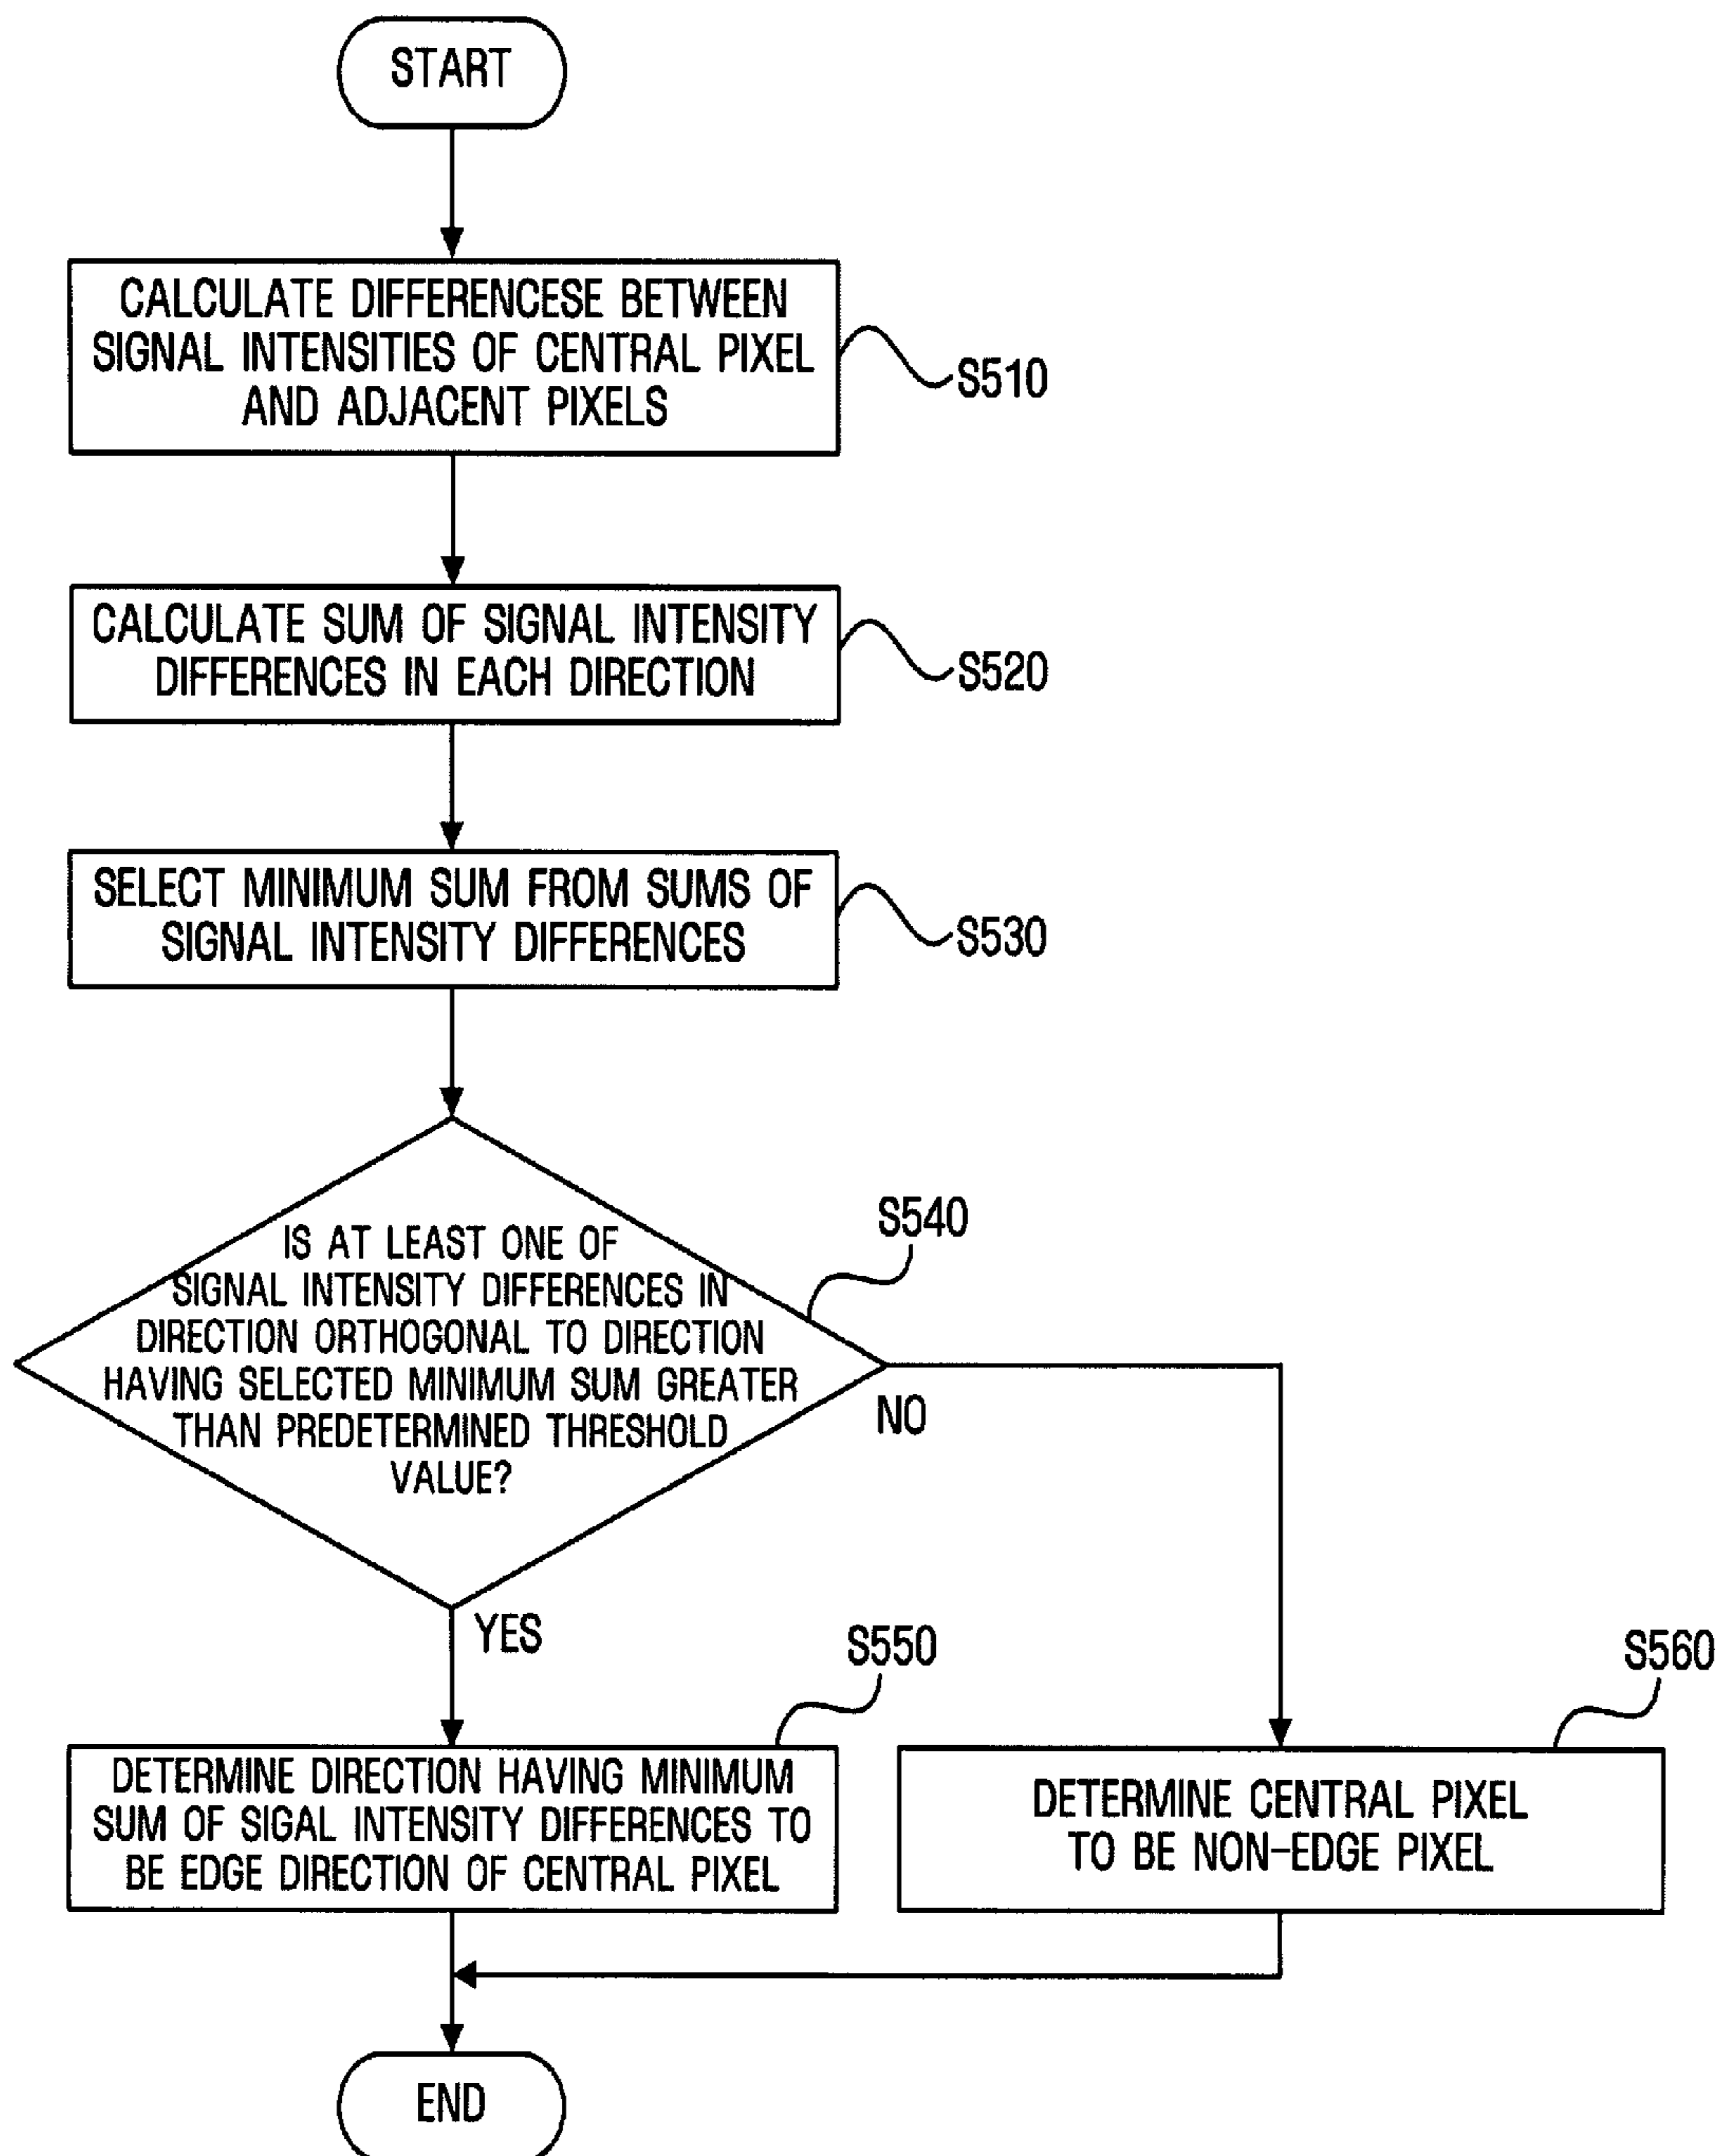 START
CALCULATE DIFFERENCESE BETWEEN
SIGNAL INTENSITIES OF CENTRAL PIXEL
AND ADJACENT PIXELS
S510
CALCULATE SUM OF SIGNAL INTENSITY
DIFFERENCES IN EACH DIRECTION
S520
SELECT MINIMUM SUM FROM SUMS OF
SIGNAL INTENSITY DIFFERENCES
S530
IS AT LEAST ONE OF
SIGNAL INTENSITY DIFFERENCES IN
DIRECTION ORTHOGONAL TO DIRECTION
HAVING SELECTED MINIMUM SUM GREATER
THAN PREDETERMINED THRESHOLD
VALUE?
S540
NO
YES
S550
DETERMINE DIRECTION HAVING MINIMUM
SUM OF SIGAL INTENSITY DIFFERENCES TO
BE EDGE DIRECTION OF CENTRAL PIXEL
S560
DETERMINE CENTRAL PIXEL
TO BE NON-EDGE PIXEL
END